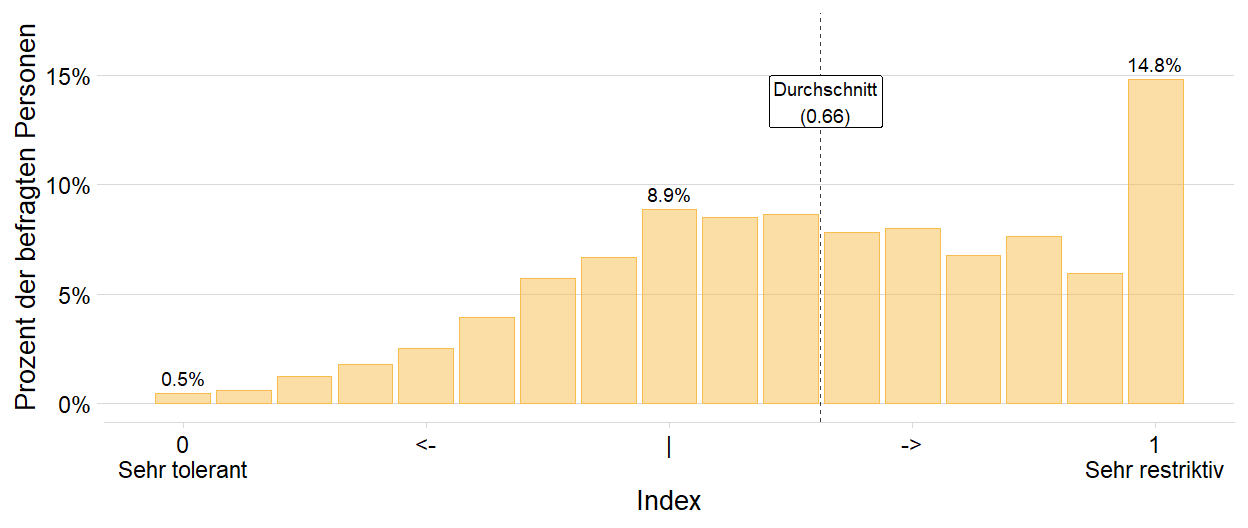 Prozent der befragten Personen
15%
10%
5%
0%
0.5%
8.9%
14.8%
Durchschnitt
(0.66)
0 <- | -> 1
Sehr tolerant Sehr restriktiv
Index